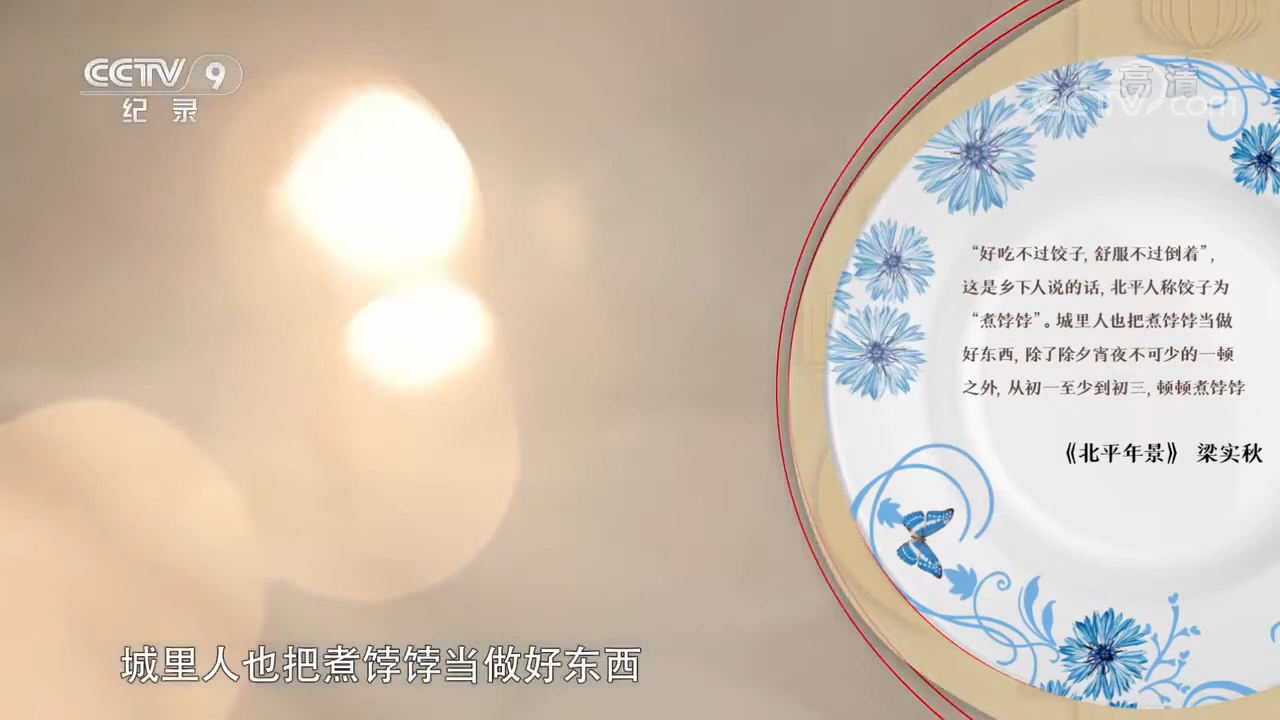 CCTV 9
纪录
高清
CCTV.com
“好吃不过饺子, 舒服不过倒着”,
这是乡下人说的话, 北平人称饺子为
“煮饽饽”。城里人也把煮饽饽当做
好东西, 除了除夕宵夜不可少的一顿
之外, 从初一至少到初三, 顿顿煮饽饽
《北平年景》 梁实秋
城里人也把煮饽饽当做好东西